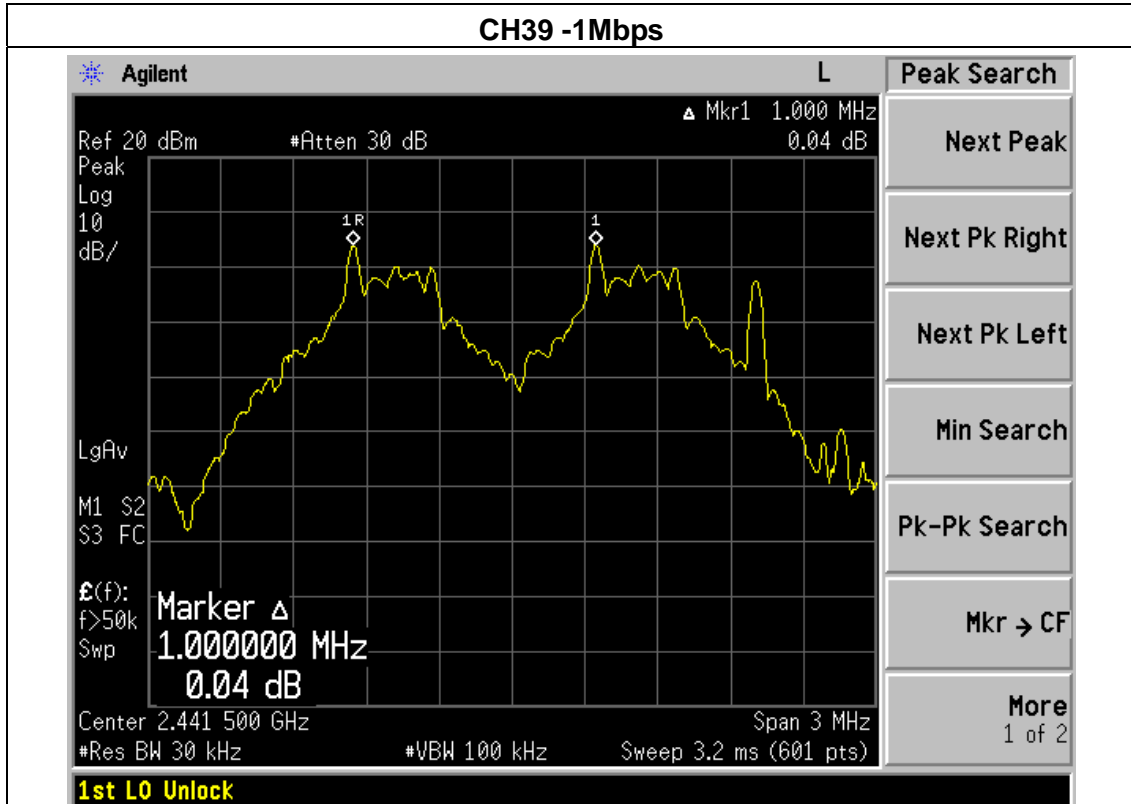 CH39 -1Mbps
Agilent L Peak Search
▵ Mkr1 1.000 MHz
Ref 20 dBm #Atten 30 dB 0.04 dB
Peak
Log
10
dB/
1R 1
LgAv
M1 S2
S3 FC
£(f):
f>50k
Swp
Marker ▵
1.000000 MHz
0.04 dB
Center 2.441 500 GHz Span 3 MHz
#Res BW 30 kHz #VBW 100 kHz Sweep 3.2 ms (601 pts)
1st LO Unlock
Next Peak
Next Pk Right
Next Pk Left
Min Search
Pk-Pk Search
Mkr → CF
More
1 of 2